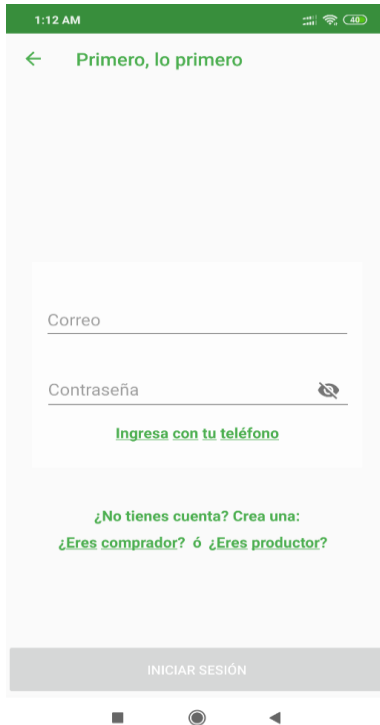 1:12 AM 40
Primero, lo primero
Correo
Contraseña
Ingresa con tu teléfono
¿No tienes cuenta? Crea una:
¿Eres comprador? ó ¿Eres productor?
INICIAR SESIÓN